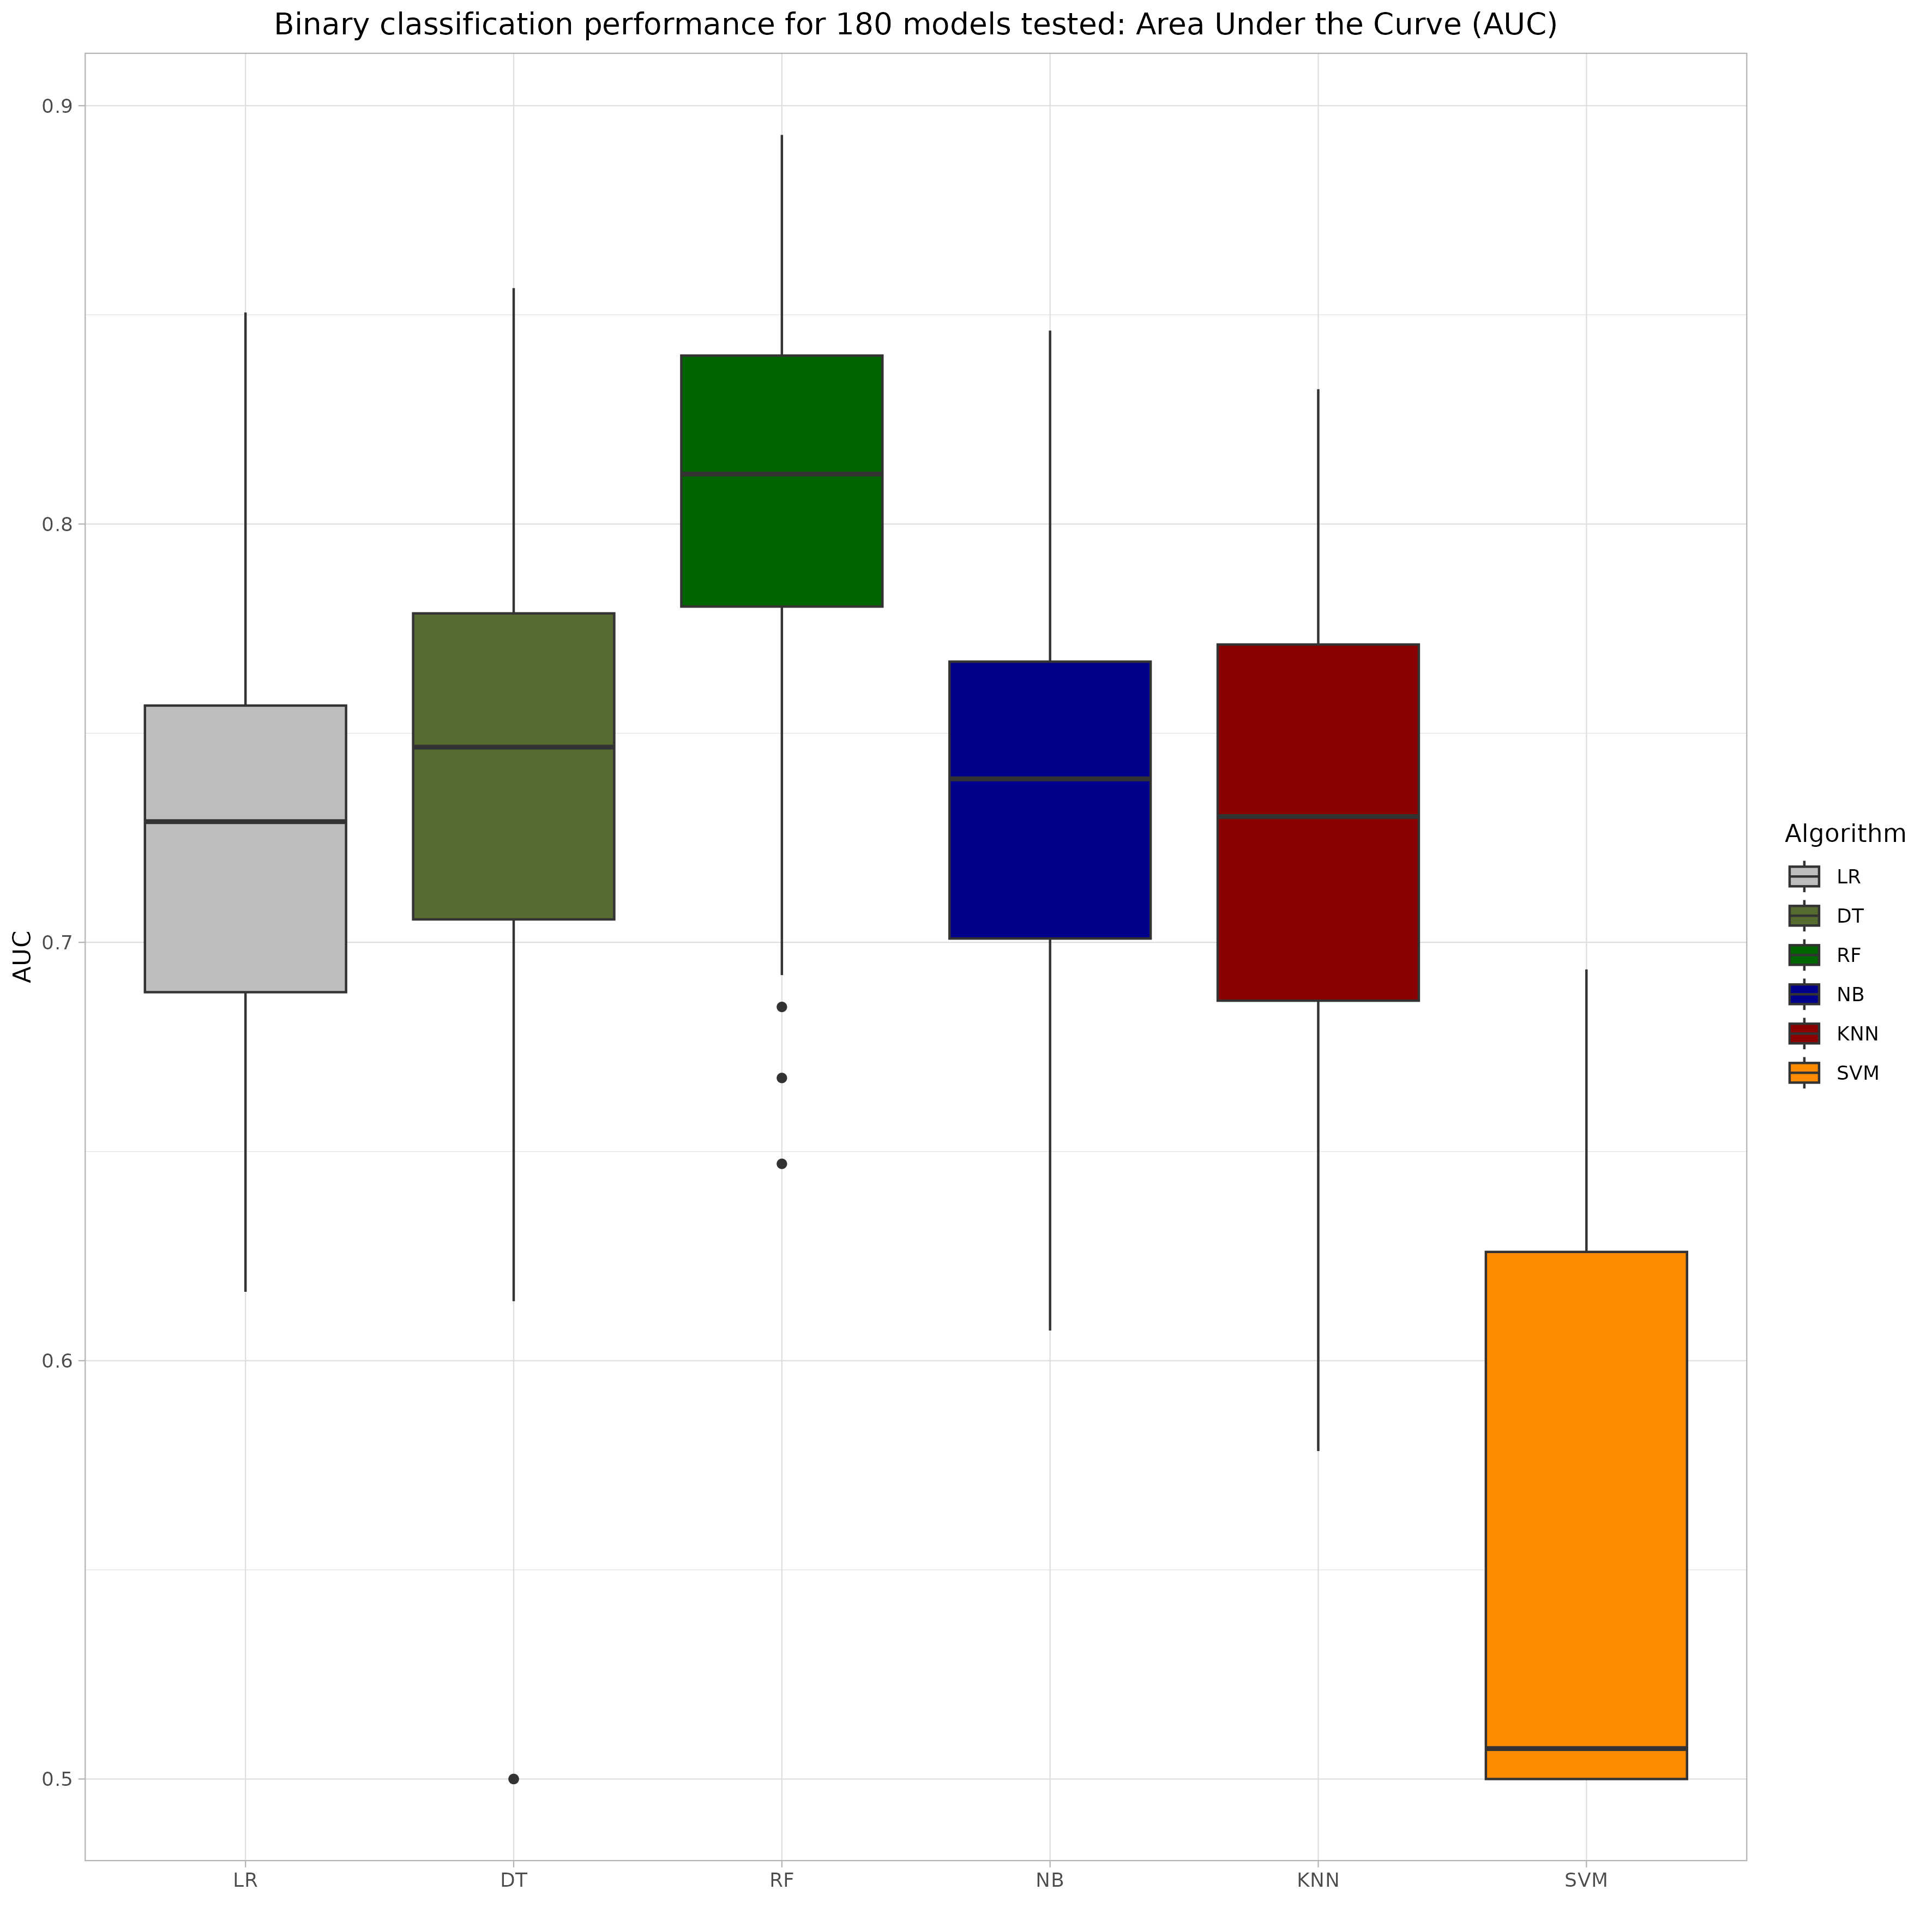 Binary classification performance for 180 models tested: Area Under the Curve (AUC)
0.9
0.8
0.7
0.6
0.5
AUC
LR
DT
RF
NB
KNN
SVM
Algorithm
LR
DT
RF
NB
KNN
SVM